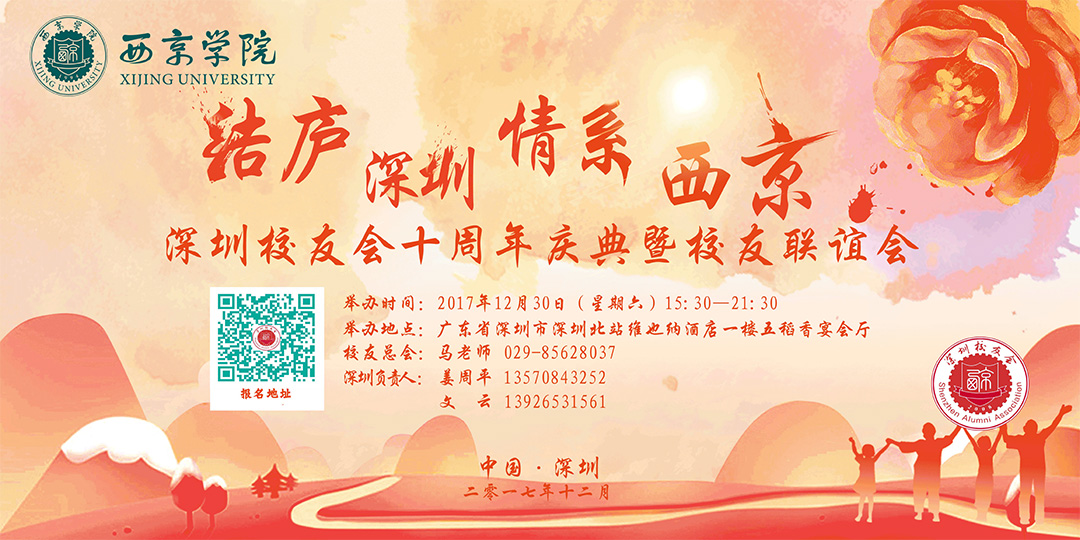 西京学院
XIJING UNIVERSITY
西京学院
XIJING UNIVERSITY
结庐深圳 情系西京
深圳校友会十周年庆典暨校友联谊会
举办时间：2017年12月30日（星期六）15:30—21:30
举办地点：广东省深圳市深圳北站维也纳酒店一楼五稻香宴会厅
校友总会：马老师 029-85628037
深圳负责人：姜周平 13570843252
文 云 13926531561
报名地址
深圳校友会
Shenzhen Alumni Association
中国·深圳
二零一七年十二月